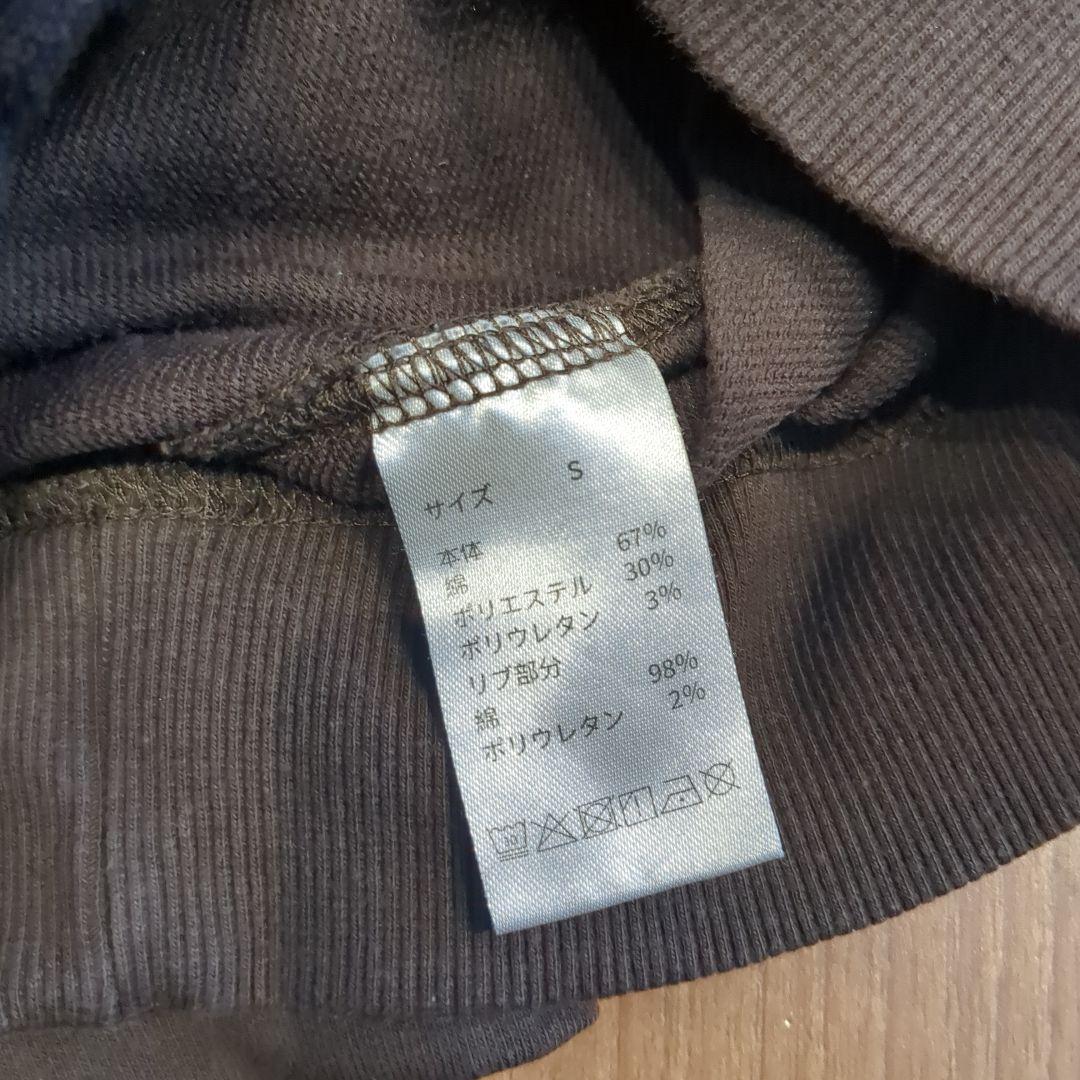 サイズ S
本体
綿 67%
ポリエステル 30%
ポリウレタン 3%
リブ部分
綿 98%
ポリウレタン 2%